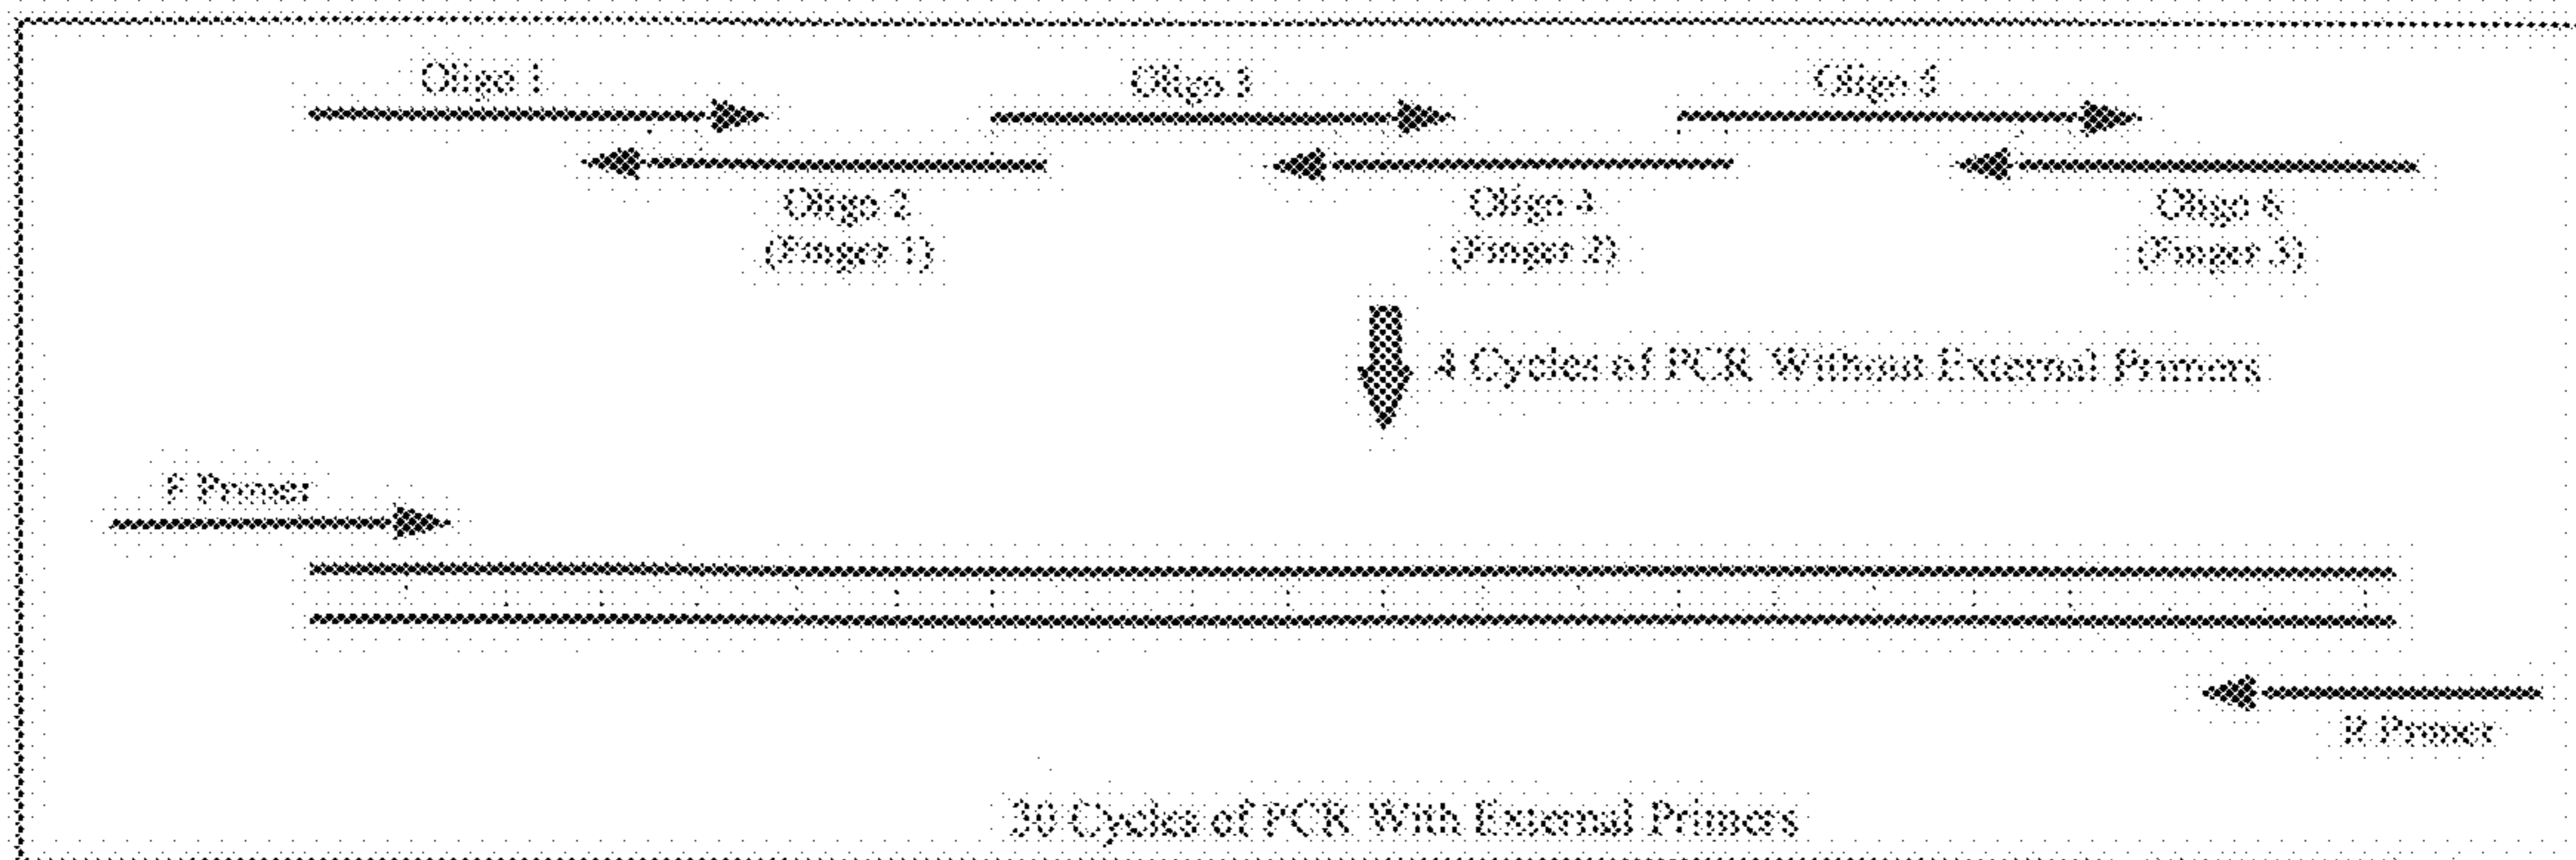 Oligo 1
Oligo 3
Oligo 5
Oligo 2
(Finger 1)
Oligo 4
(Finger 2)
Oligo 6
(Finger 3)
4 Cycles of PCR Without External Primers
F Primer
R Primer
30 Cycles of PCR With External Primers